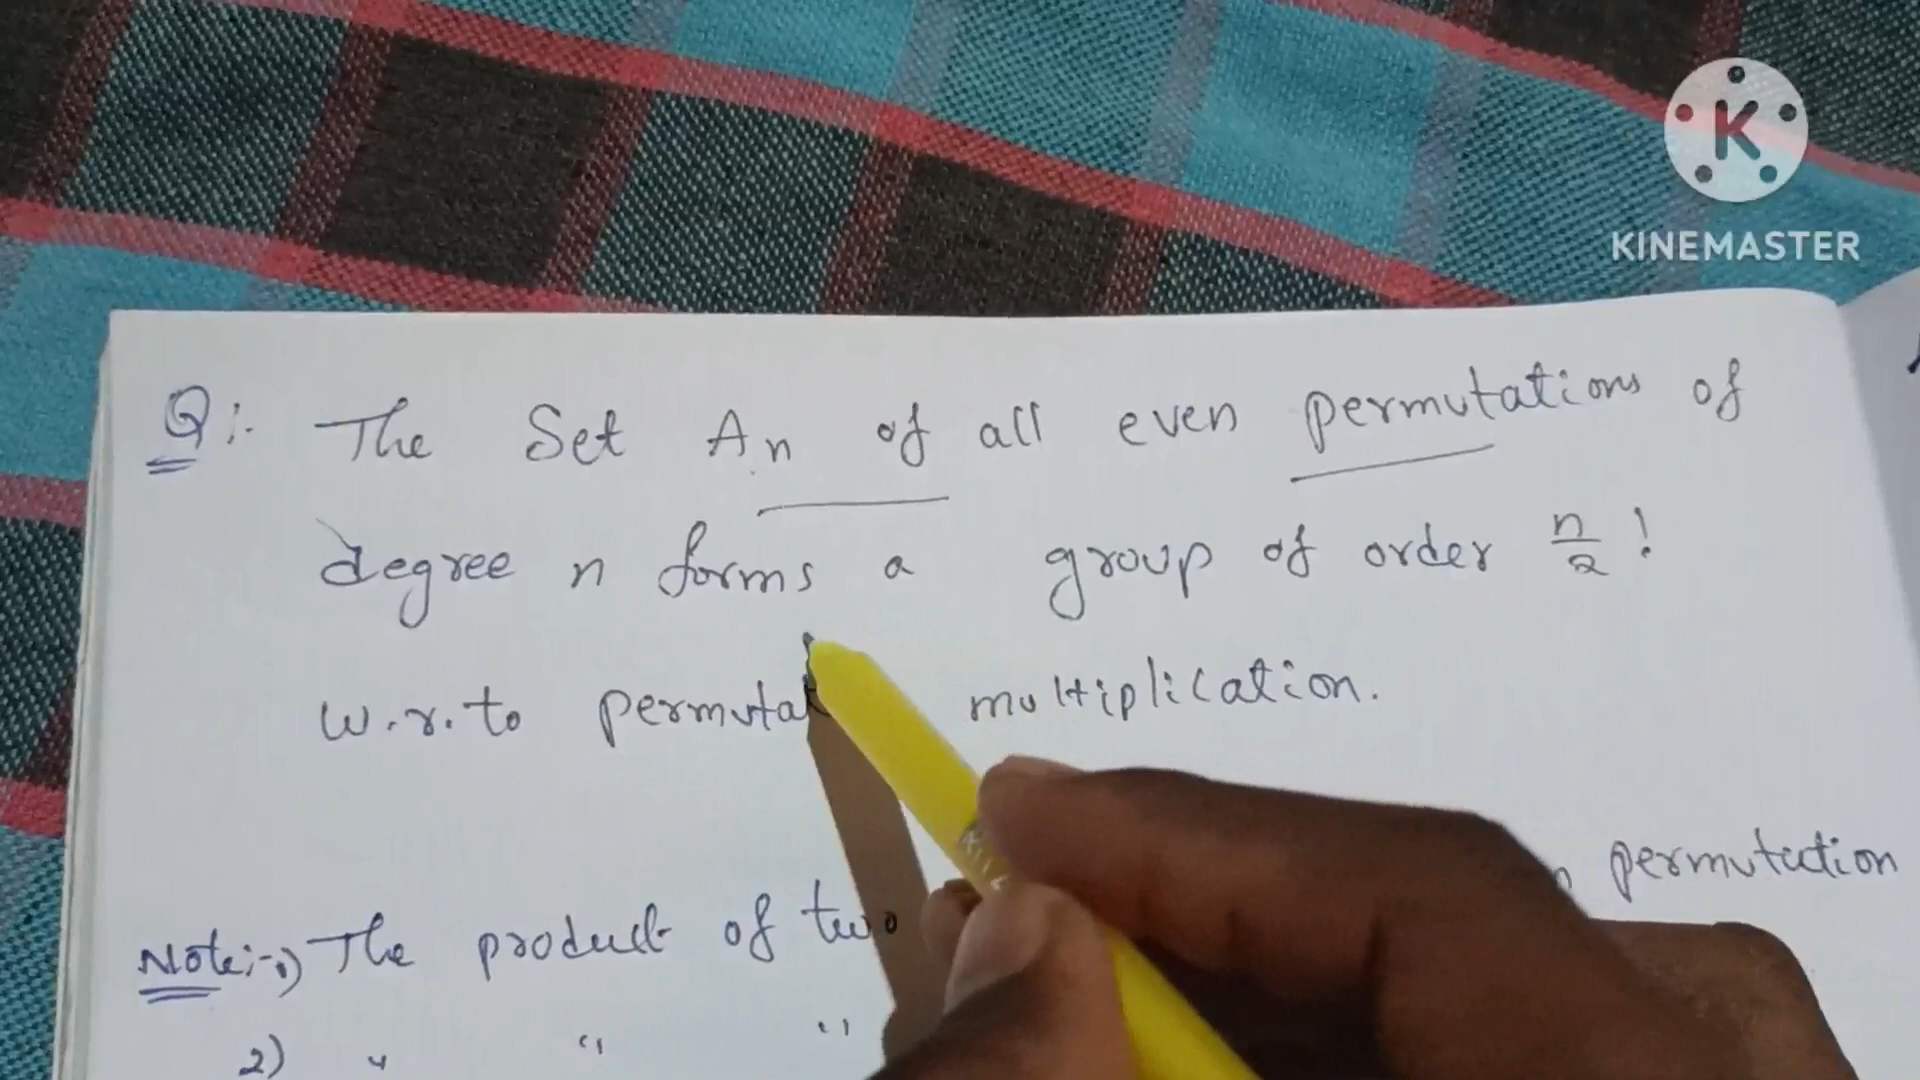 K
KINEMASTER
Q:- The Set An of all even permutations of
degree n forms a group of order n/2 !
w.r.to permutat multiplication.
Note:-1) The product of two permutation
2) " " "